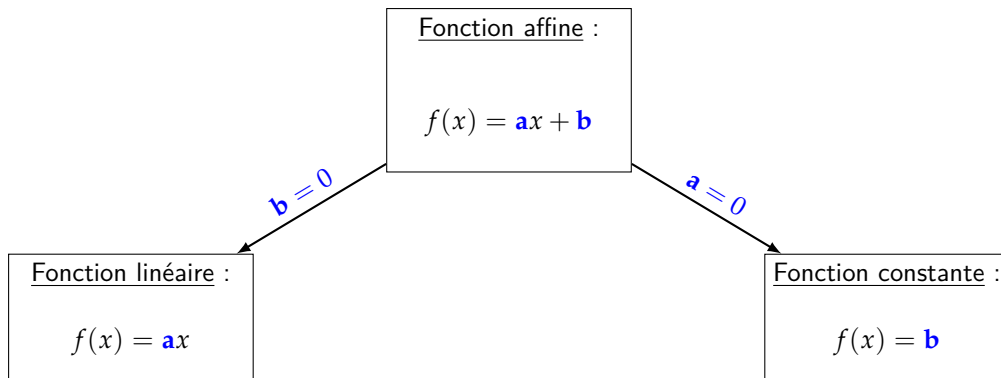 Fonction affine :
f(x) = ax + b
b = 0
a = 0
Fonction linéaire :
f(x) = ax
Fonction constante :
f(x) = b